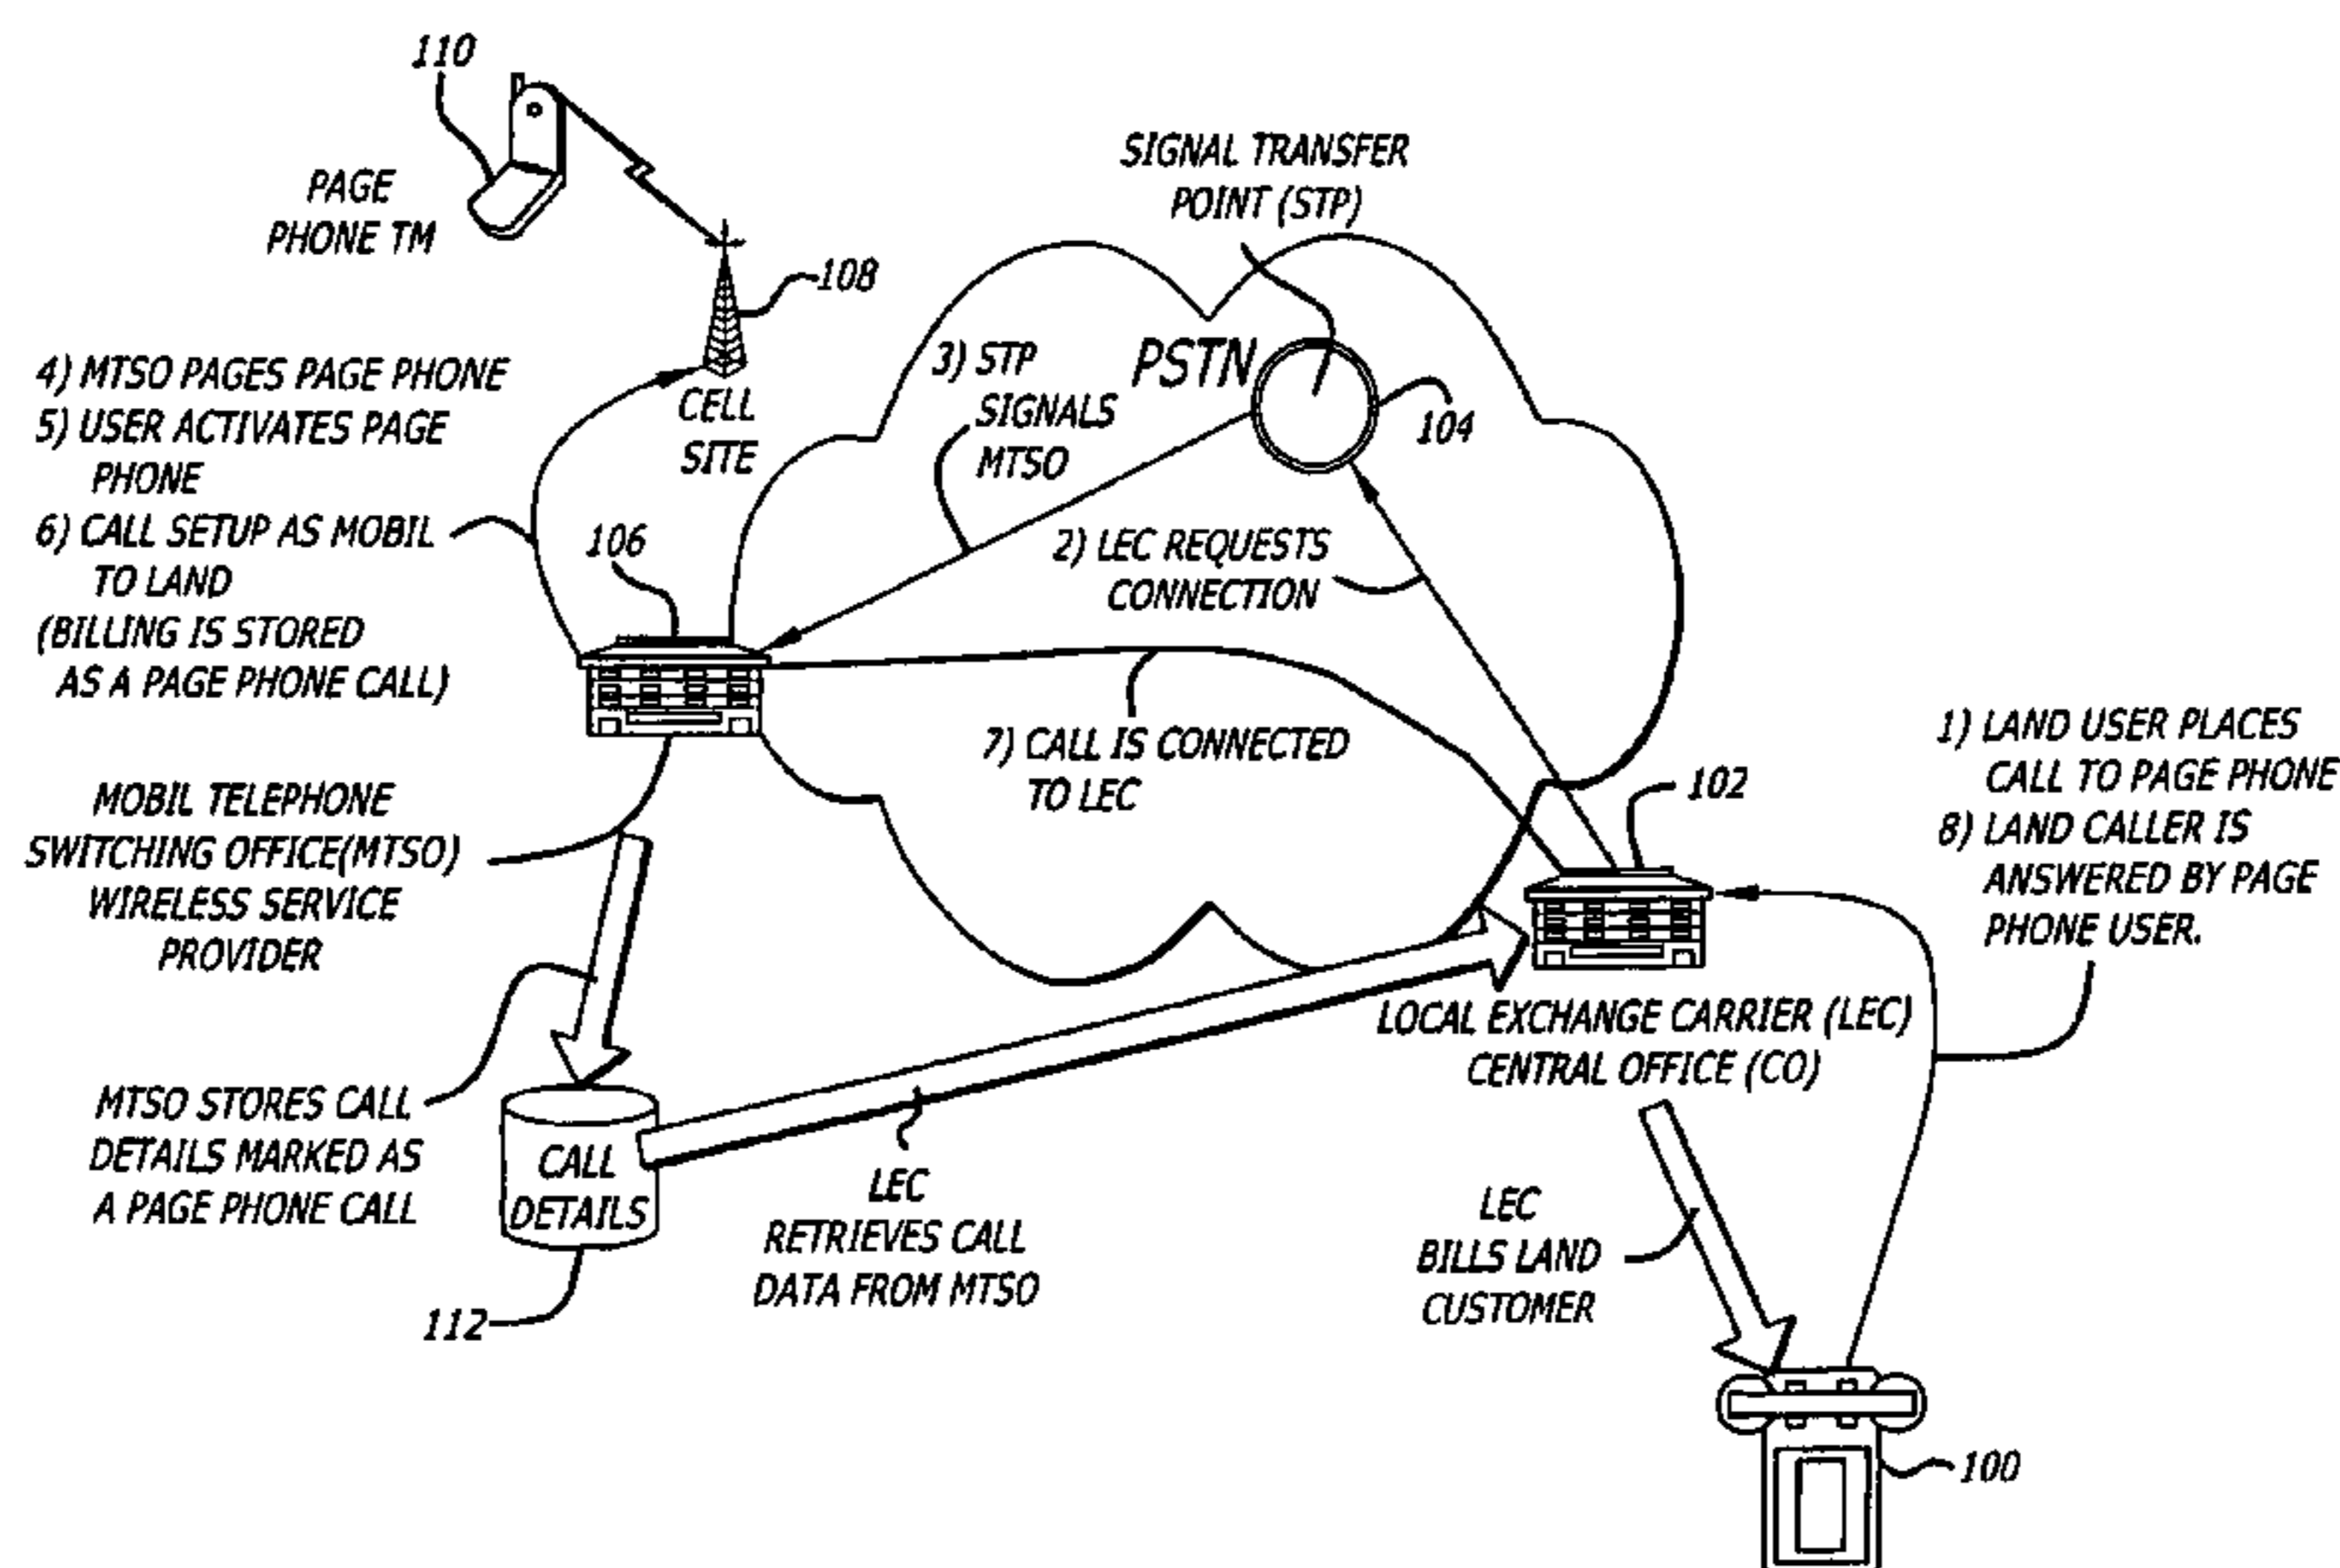 110
PAGE
PHONE TM
108
CELL
SITE
SIGNAL TRANSFER
POINT (STP)
PSTN
104
3) STP
SIGNALS
MTSO
2) LEC REQUESTS
CONNECTION
4) MTSO PAGES PAGE PHONE
5) USER ACTIVATES PAGE
PHONE
6) CALL SETUP AS MOBIL
TO LAND
(BILLING IS STORED
AS A PAGE PHONE CALL)
106
7) CALL IS CONNECTED
TO LEC
1) LAND USER PLACES
CALL TO PAGE PHONE
8) LAND CALLER IS
ANSWERED BY PAGE
PHONE USER.
102
MOBIL TELEPHONE
SWITCHING OFFICE(MTSO)
WIRELESS SERVICE
PROVIDER
LOCAL EXCHANGE CARRIER (LEC)
CENTRAL OFFICE (CO)
MTSO STORES CALL
DETAILS MARKED AS
A PAGE PHONE CALL
CALL
DETAILS
112
LEC
RETRIEVES CALL
DATA FROM MTSO
LEC
BILLS LAND
CUSTOMER
100